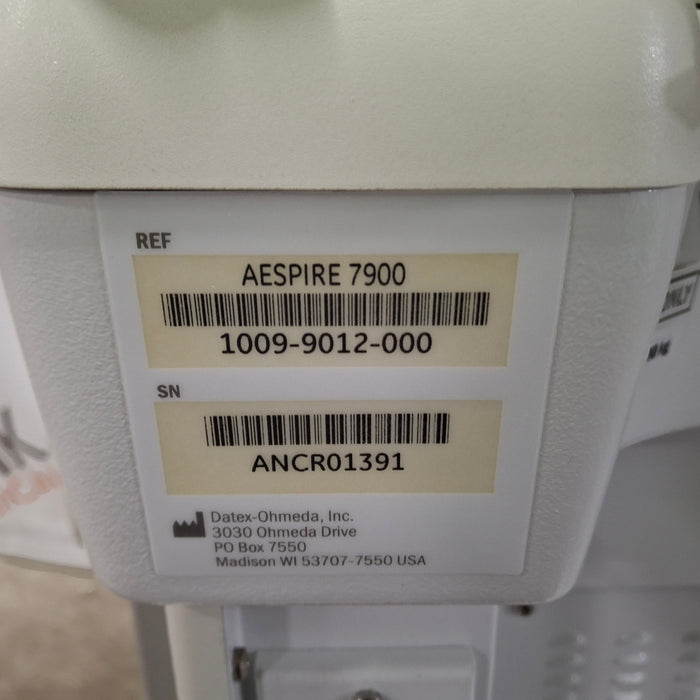 REF
AESPIRE 7900
1009-9012-000
SN
ANCR01391
Datex-Ohmeda, Inc.
3030 Ohmeda Drive
PO Box 7550
Madison WI 53707-7550 USA